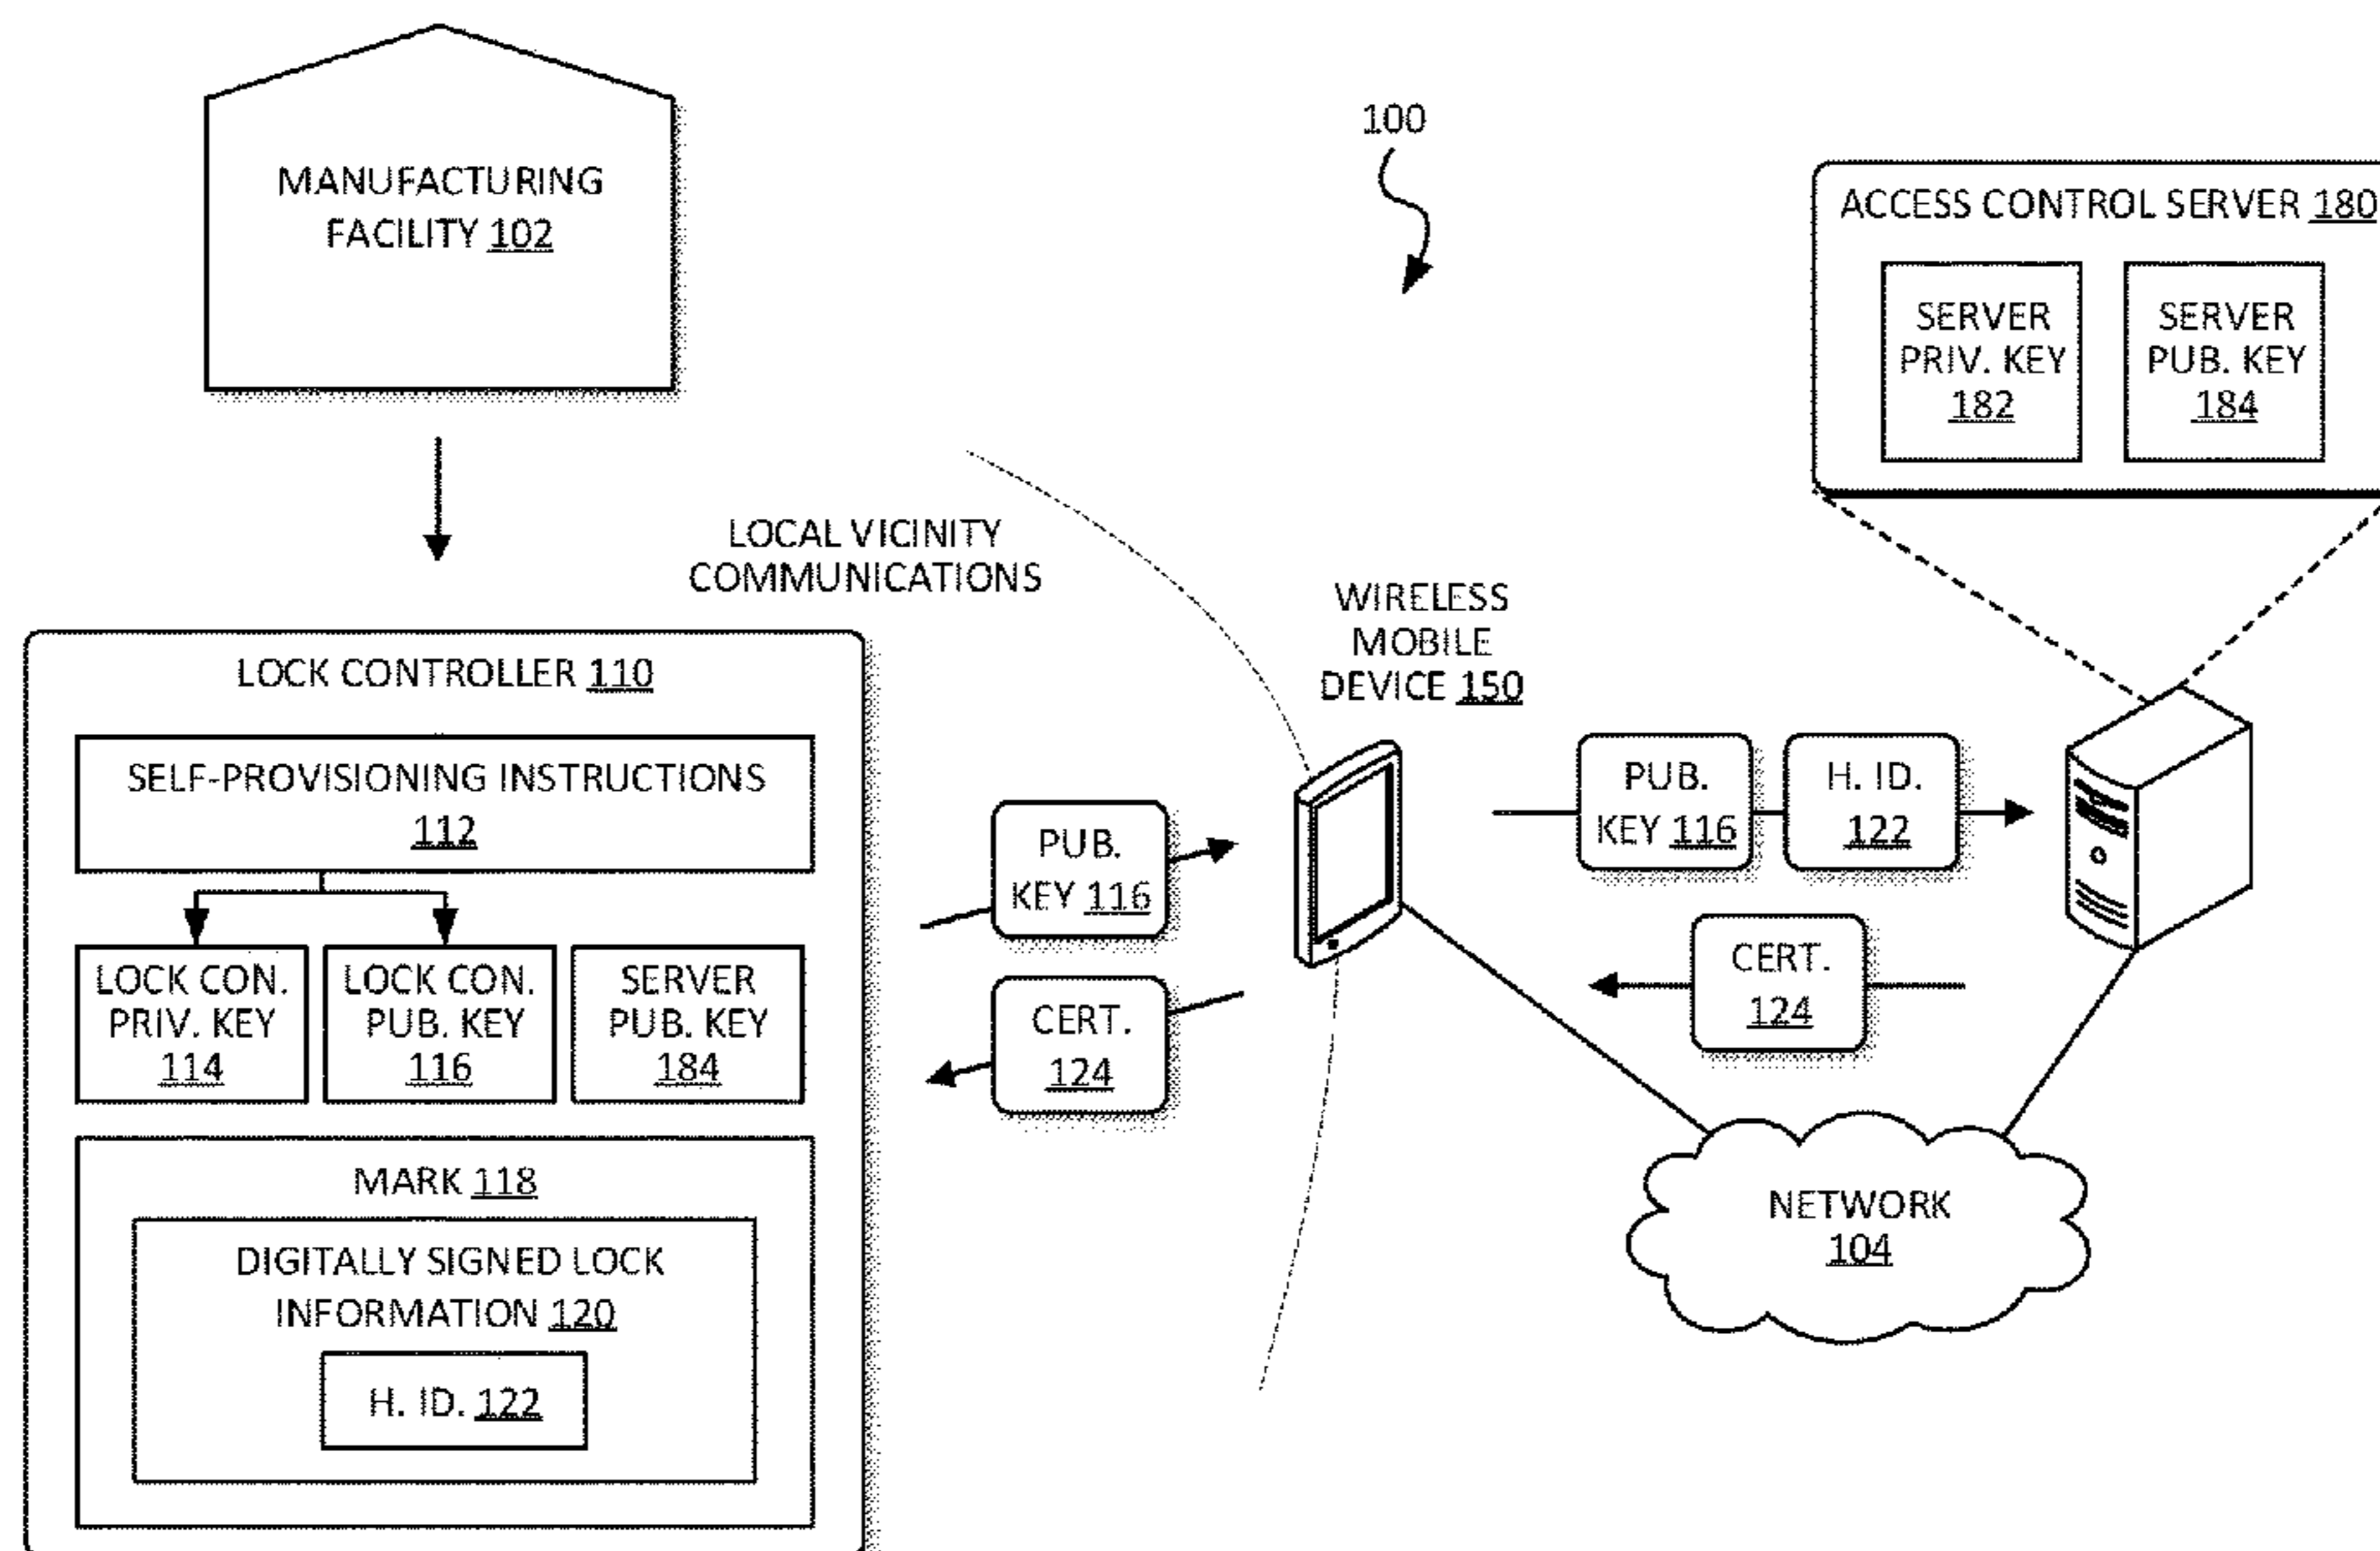 MANUFACTURING
FACILITY 102
100
ACCESS CONTROL SERVER 180
SERVER
PRIV. KEY
182
SERVER
PUB. KEY
184
LOCAL VICINITY
COMMUNICATIONS
WIRELESS
MOBILE
DEVICE 150
LOCK CONTROLLER 110
SELF-PROVISIONING INSTRUCTIONS
112
LOCK CON.
PRIV. KEY
114
LOCK CON.
PUB. KEY
116
SERVER
PUB. KEY
184
PUB.
KEY 116
CERT.
124
PUB.
KEY 116
H. ID.
122
CERT.
124
MARK 118
DIGITALLY SIGNED LOCK
INFORMATION 120
H. ID. 122
NETWORK
104